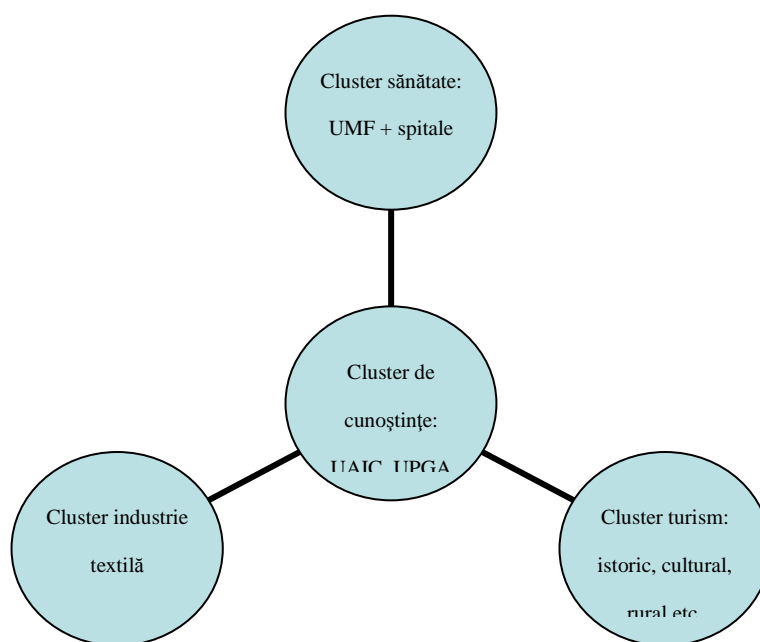 Cluster sănătate:
UMF + spitale
Cluster de
cunoştinţe:
UAIC, UPGA
Cluster industrie
textilă
Cluster turism:
istoric, cultural,
rural etc